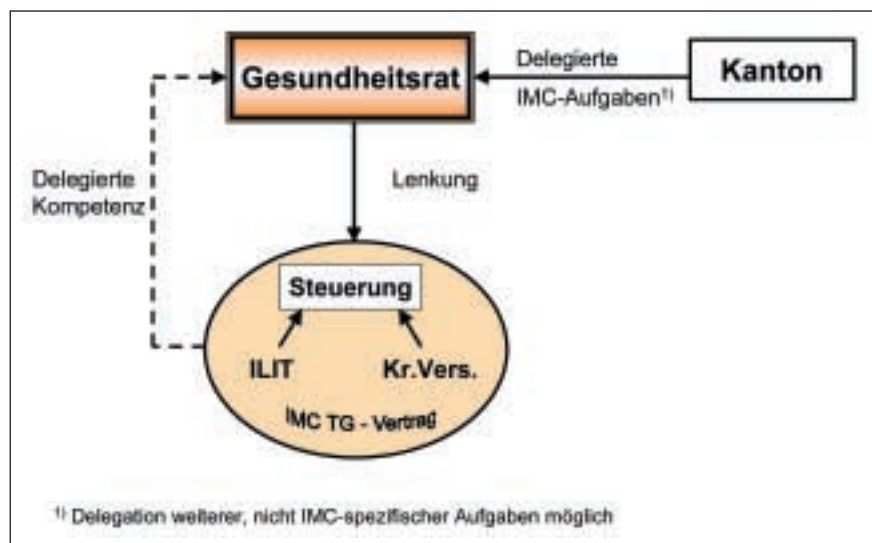 Gesundheitsrat
Delegierte
IMC-Aufgaben¹⁾
Kanton
Delegierte
Kompetenz
Lenkung
Steuerung
ILIT
Kr.Vers.
IMC TG - Vertrag
¹⁾ Delegation weiterer, nicht IMC-spezifischer Aufgaben möglich